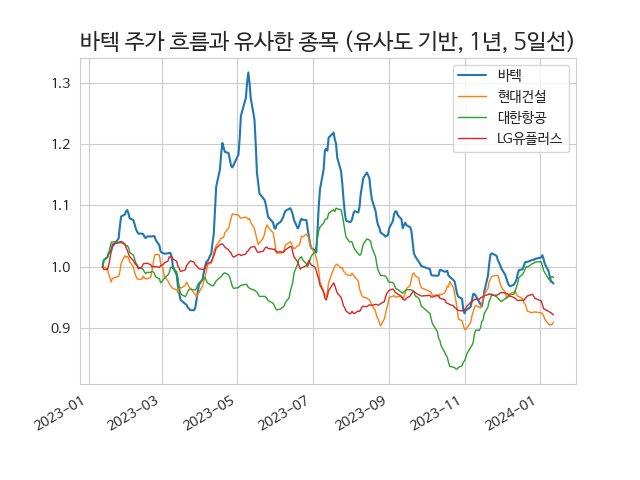 바텍 주가 흐름과 유사한 종목 (유사도 기반, 1년, 5일선)
바텍
현대건설
대한항공
LG유플러스
1.3
1.2
1.1
1.0
0.9
2023-01
2023-03
2023-05
2023-07
2023-09
2023-11
2024-01